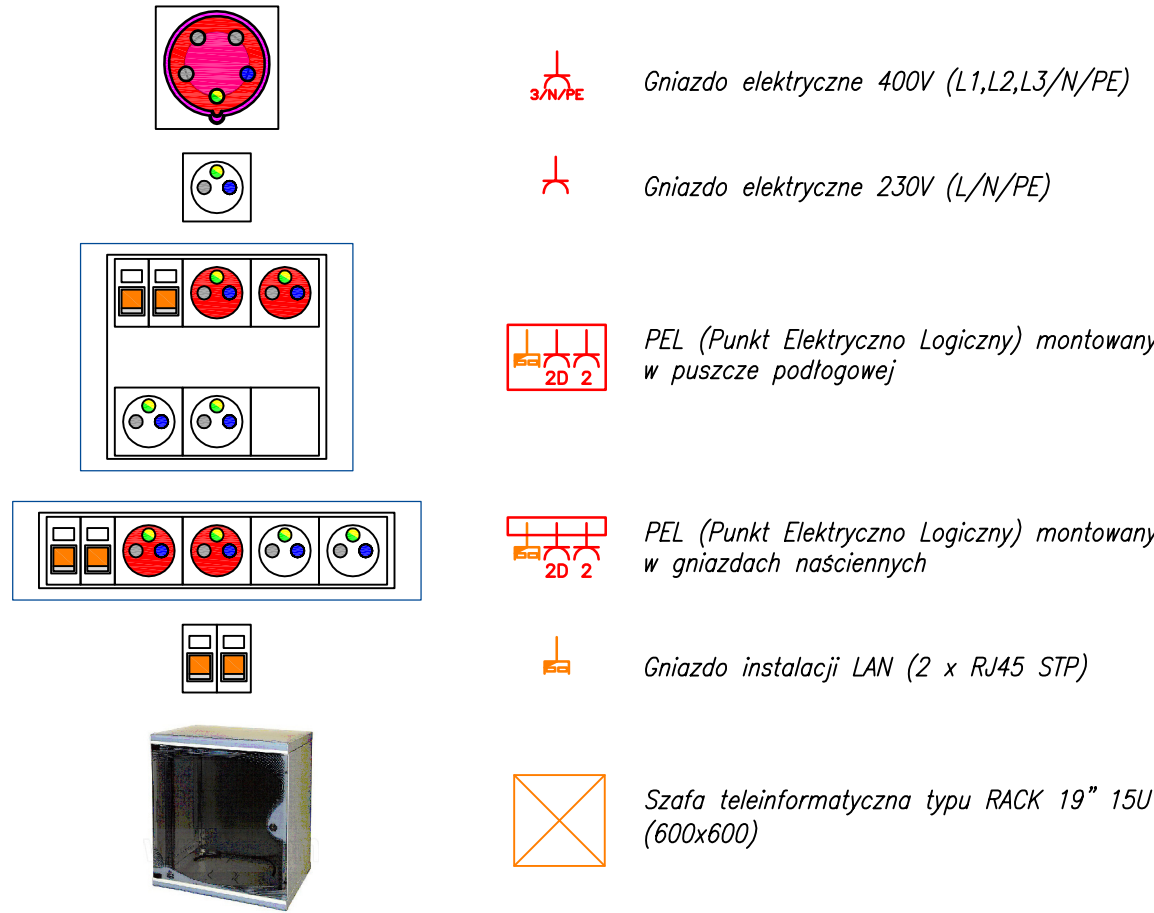 3/N/PE
Gniazdo elektryczne 400V (L1,L2,L3/N/PE)
Gniazdo elektryczne 230V (L/N/PE)
2D 2
PEL (Punkt Elektryczno Logiczny) montowany
w puszcze podłogowej
2D 2
PEL (Punkt Elektryczno Logiczny) montowany
w gniazdach naściennych
Gniazdo instalacji LAN (2 x RJ45 STP)
Szafa teleinformatyczna typu RACK 19” 15U
(600x600)